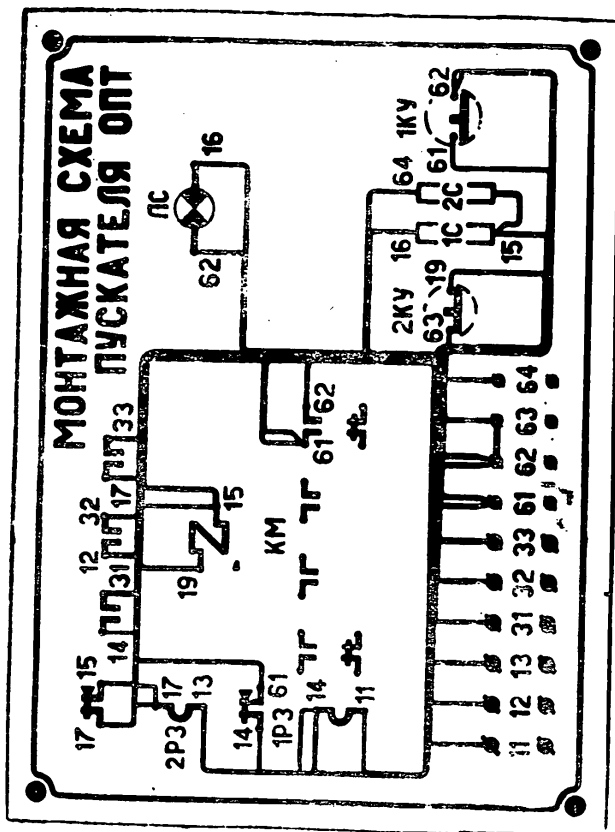 МОНТАЖНАЯ СХЕМА
ПУСКАТЕЛЯ ОПТ
17 15
14 31 12 32 17 33
2РЗ 17 13
19 15
14 61
КМ
1РЗ 14 11
61 62
ПС
62 16
2КУ
63 19
16 64
1С 2С
15
1КУ
61 62
11 12 13 31 32 33 61 62 63 64